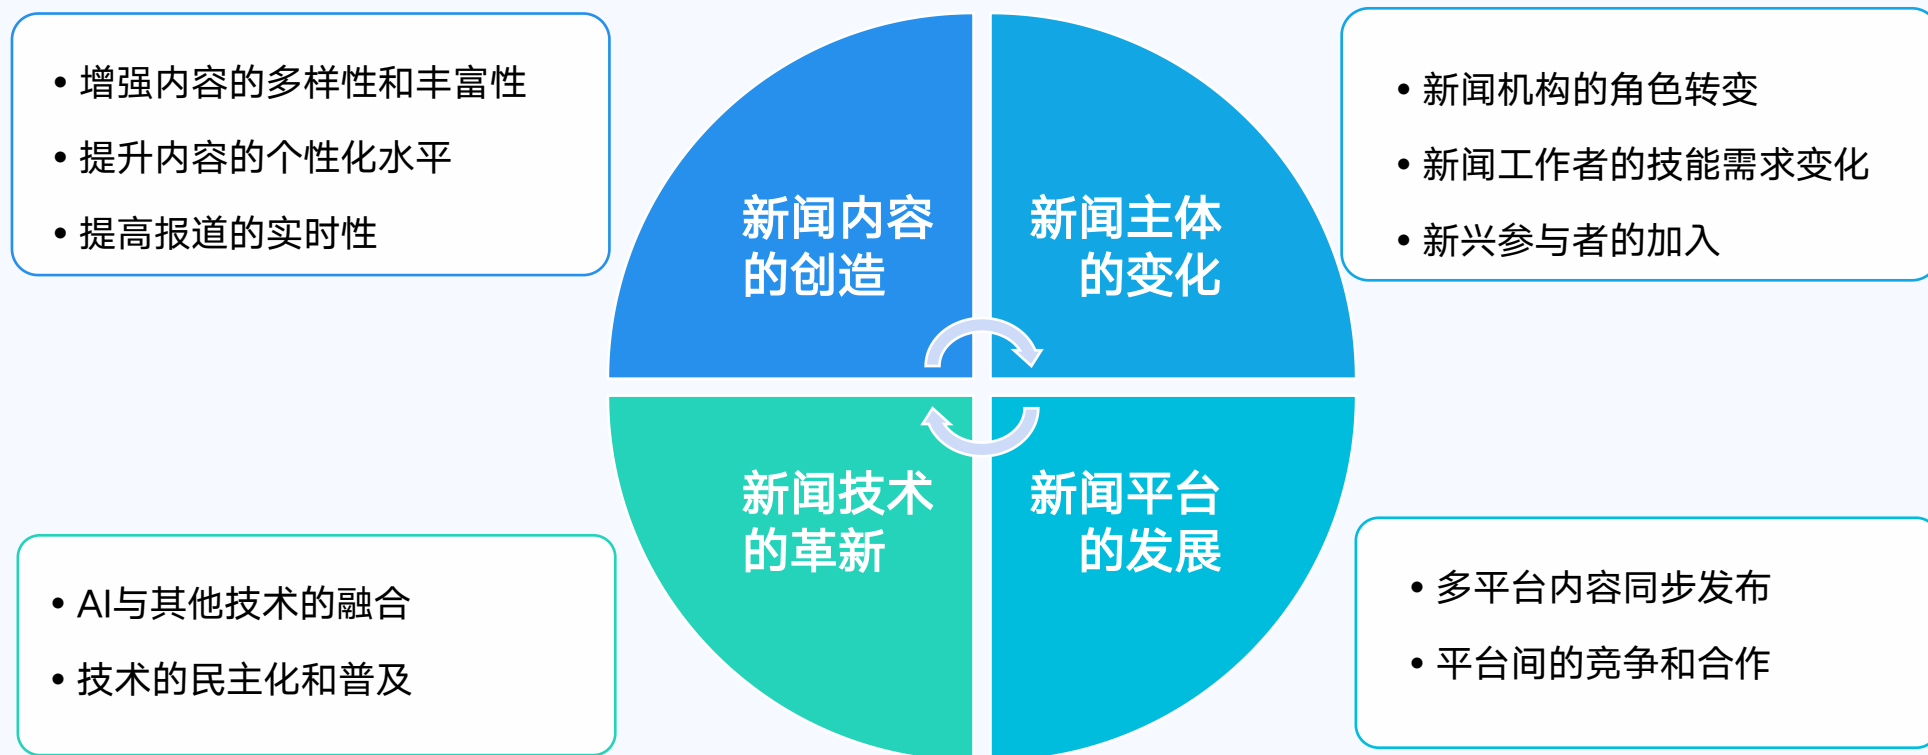 • 增强内容的多样性和丰富性
• 提升内容的个性化水平
• 提高报道的实时性
新闻内容
的创造
新闻主体
的变化
• 新闻机构的角色转变
• 新闻工作者的技能需求变化
• 新兴参与者的加入
• AI与其他技术的融合
• 技术的民主化和普及
新闻技术
的革新
新闻平台
的发展
• 多平台内容同步发布
• 平台间的竞争和合作